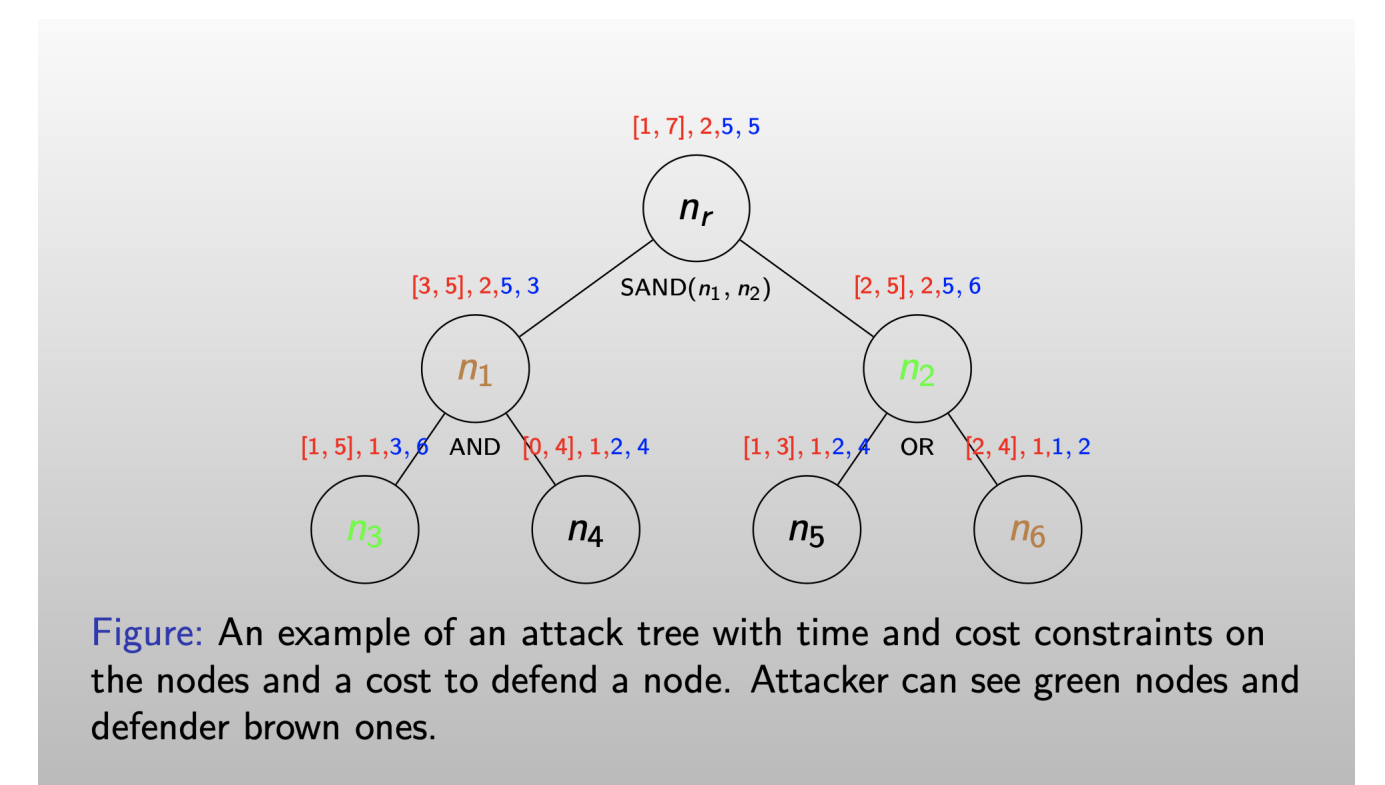 [1, 7], 2,5, 5
n_r
[3, 5], 2,5, 3
SAND(n_1, n_2)
[2, 5], 2,5, 6
n_1
n_2
[1, 5], 1,3, 6
AND
[0, 4], 1,2, 4
[1, 3], 1,2, 4
OR
[2, 4], 1,1, 2
n_3
n_4
n_5
n_6
Figure: An example of an attack tree with time and cost constraints on
the nodes and a cost to defend a node. Attacker can see green nodes and
defender brown ones.